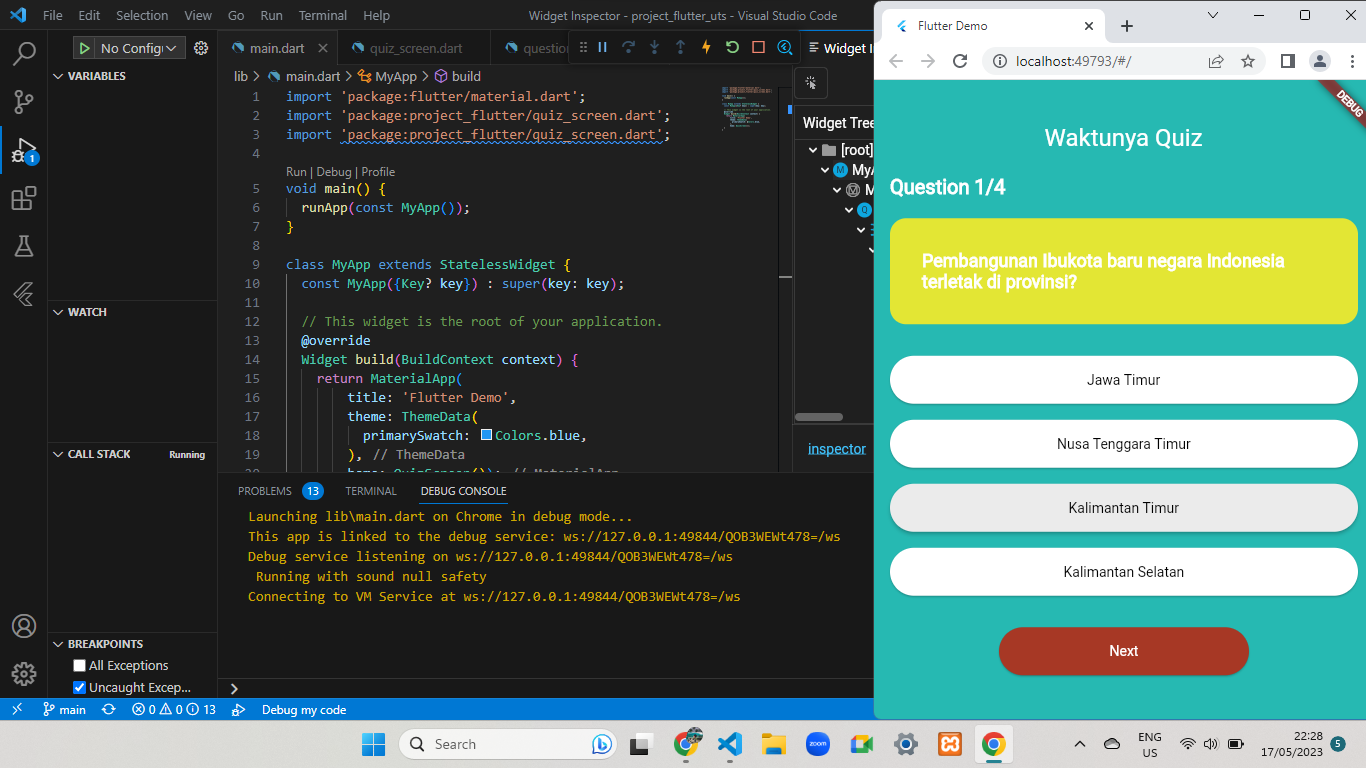 File Edit Selection View Go Run Terminal Help
Widget Inspector - project_flutter_uts - Visual Studio Code
No Config
main.dart
quiz_screen.dart
question
Widget I
lib > main.dart > MyApp > build
VARIABLES
WATCH
CALL STACK Running
BREAKPOINTS
All Exceptions
Uncaught Excep...
1 import 'package:flutter/material.dart';
2 import 'package:project_flutter/quiz_screen.dart';
3 import 'package:project_flutter/quiz_screen.dart';
4
Run | Debug | Profile
5 void main() {
6 runApp(const MyApp());
7 }
8
9 class MyApp extends StatelessWidget {
10 const MyApp({Key? key}) : super(key: key);
11
12 // This widget is the root of your application.
13 @override
14 Widget build(BuildContext context) {
15 return MaterialApp(
16 title: 'Flutter Demo',
17 theme: ThemeData(
18 primarySwatch: Colors.blue,
19 ), // ThemeData
Widget Tree
[root]
MyA
M
inspector
PROBLEMS 13 TERMINAL DEBUG CONSOLE
Launching lib\main.dart on Chrome in debug mode...
This app is linked to the debug service: ws://127.0.0.1:49844/QOB3WEWt478=/ws
Debug service listening on ws://127.0.0.1:49844/QOB3WEWt478=/ws
Running with sound null safety
Connecting to VM Service at ws://127.0.0.1:49844/QOB3WEWt478=/ws
1
main 0 0 13 Debug my code
Flutter Demo
localhost:49793/#/
DEBUG
Waktunya Quiz
Question 1/4
Pembangunan Ibukota baru negara Indonesia
terletak di provinsi?
Jawa Timur
Nusa Tenggara Timur
Kalimantan Timur
Kalimantan Selatan
Next
Search
zoom
ENG
US
22:28
17/05/2023
5